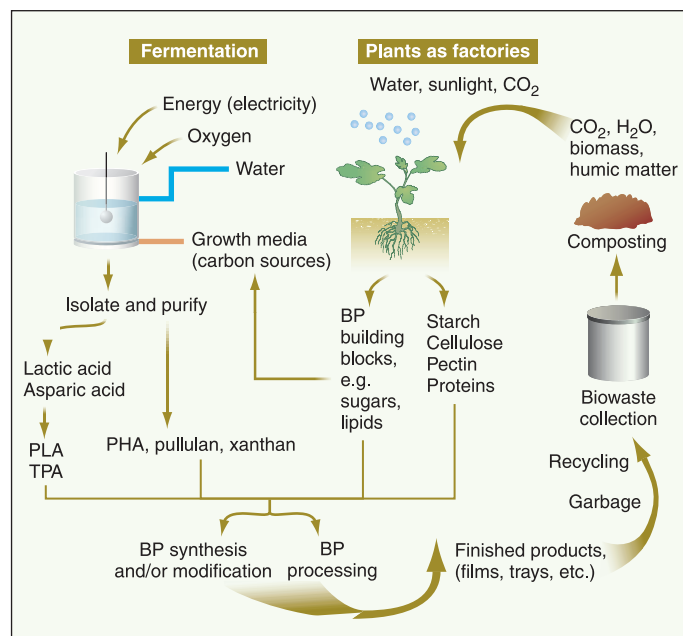 Fermentation
Plants as factories
Water, sunlight, CO2
Energy (electricity)
Oxygen
Water
Growth media
(carbon sources)
CO2, H2O,
biomass,
humic matter
Composting
Isolate and purify
BP
building
blocks,
e.g.
sugars,
lipids
Starch
Cellulose
Pectin
Proteins
Lactic acid
Asparic acid
Biowaste
collection
PLA
TPA
PHA, pullulan, xanthan
Recycling
Garbage
BP synthesis
and/or modification
BP
processing
Finished products,
(films, trays, etc.)